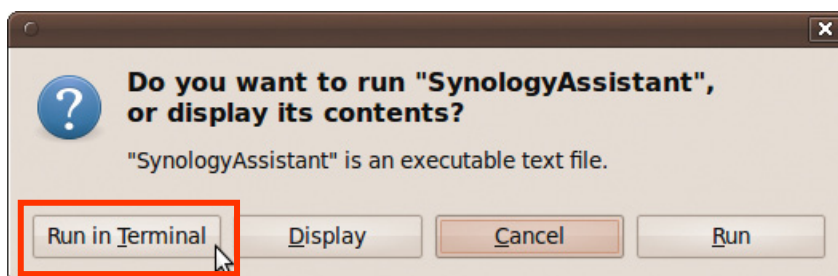 Do you want to run "SynologyAssistant",
or display its contents?
"SynologyAssistant" is an executable text file.
Run in Terminal Display Cancel Run